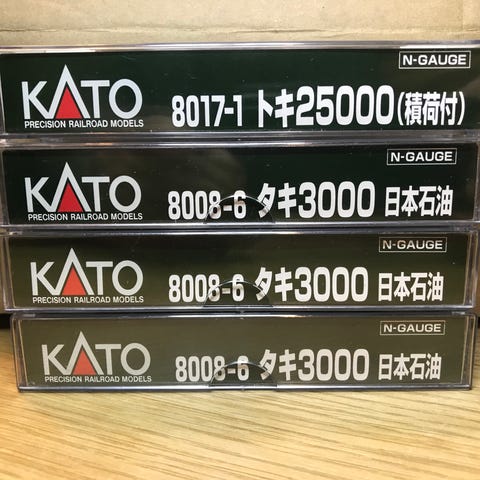 N-GAUGE
KATO 8017-1 トキ25000(積荷付)
PRECISION RAILROAD MODELS
N-GAUGE
KATO 8008-6 タキ3000 日本石油
PRECISION RAILROAD MODELS
N-GAUGE
KATO 8008-6 タキ3000 日本石油
PRECISION RAILROAD MODELS
N-GAUGE
KATO 8008-6 タキ3000 日本石油
PRECISION RAILROAD MODELS